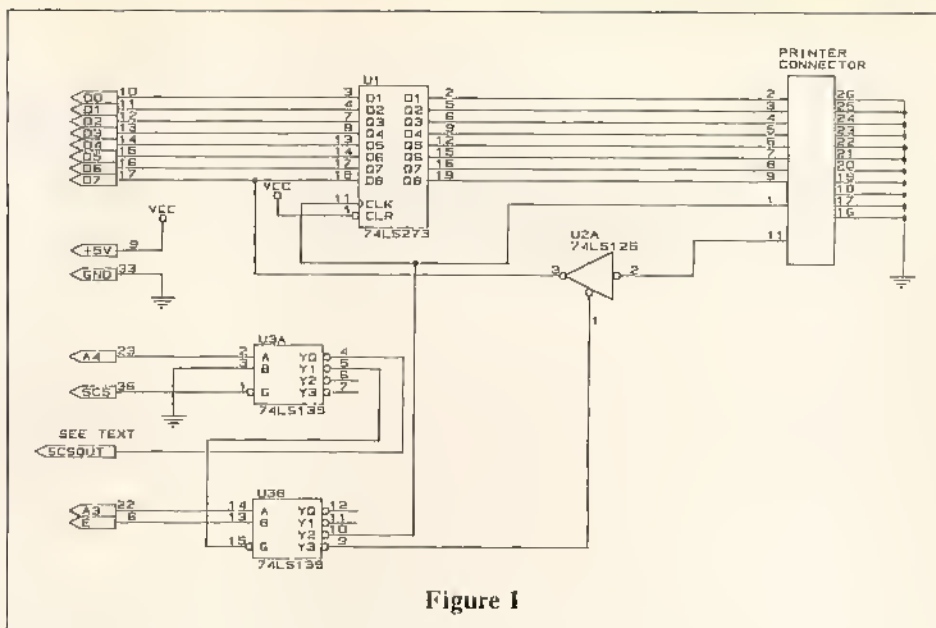 PRINTER
CONNECTOR
U1
D0 10 3 D1 Q1 2 2 26
D1 11 4 D2 Q2 5 3 25
D2 12 7 D3 Q3 6 4 24
D3 13 8 D4 Q4 9 5 23
D4 14 13 D5 Q5 12 6 22
D5 15 14 D6 Q6 15 7 21
D6 16 17 D7 Q7 16 8 20
D7 17 18 D8 Q8 19 9 19
18
VCC 11 CLK 1 17
1 CLR 16
74LS273
VCC
U2A
74LS126
11
+5V 9
3 2
GND 33
1
U3A
A4 23 2 A Y0 4
3 B Y1 5
Y2 6
SCS 36 1 G Y3 7
74LS139
SEE TEXT
SCSOUT
U3B
A3 22 14 A Y0 12
E 6 13 B Y1 11
Y2 10
15 G Y3 9
74LS139
Figure 1